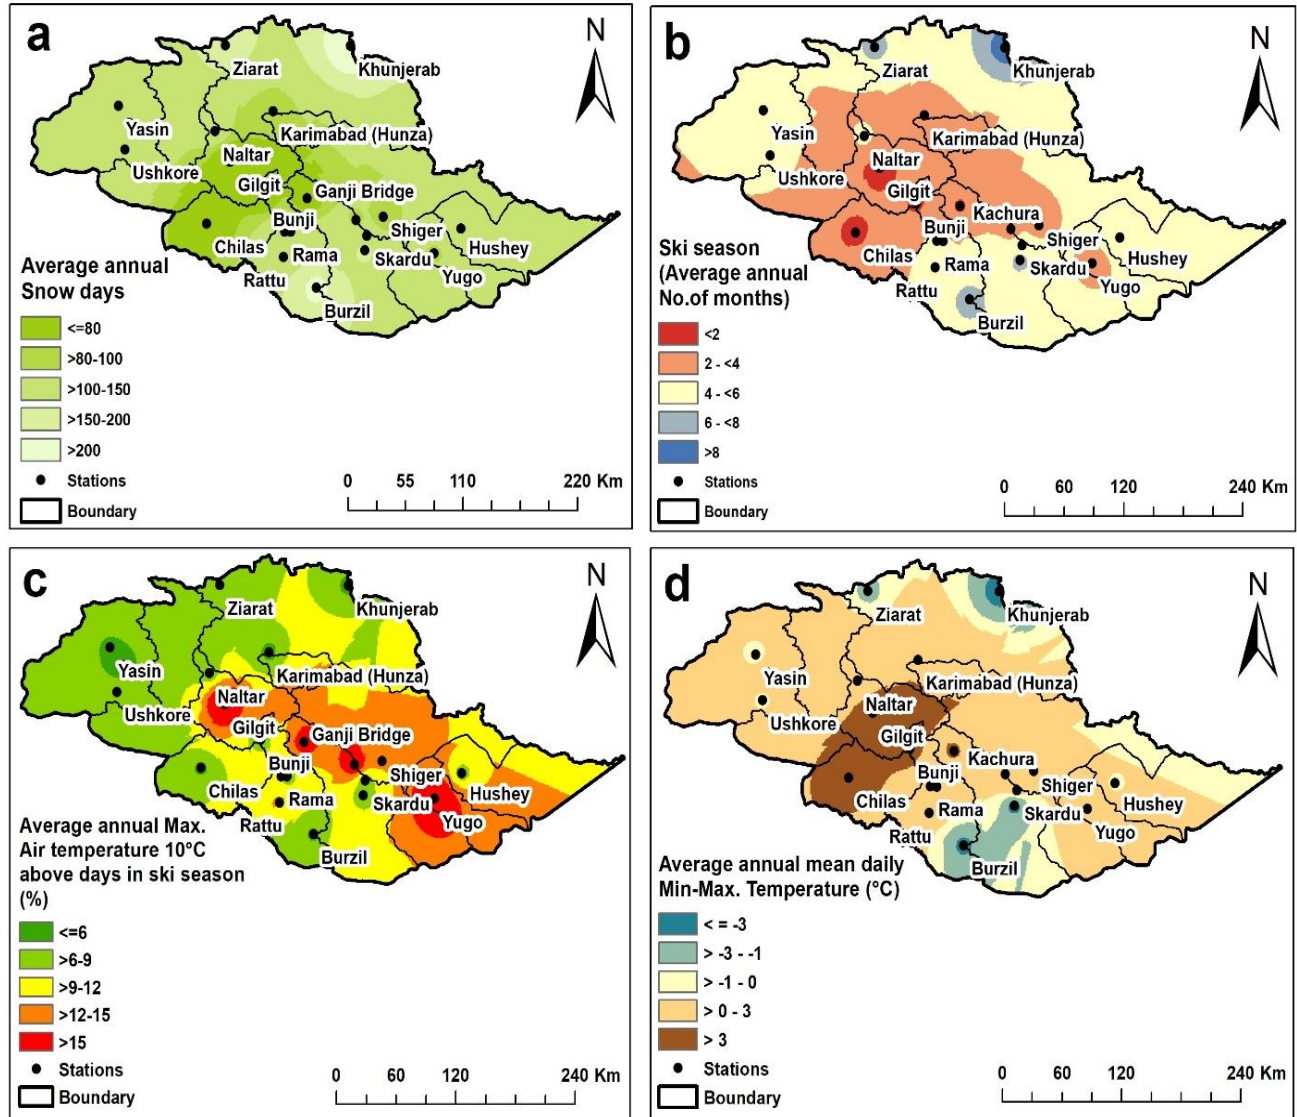 a
N
Ziarat
Khunjerab
Yasin
Karimabad (Hunza)
Ushkore
Naltar
Gilgit
Ganji Bridge
Bunji
Shiger
Hushey
Chilas
Rama
Skardu
Yugo
Rattu
Burzil
Average annual
Snow days
<=80
>80-100
>100-150
>150-200
>200
Stations
Boundary
0 55 110 220 Km
b
N
Ziarat
Khunjerab
Yasin
Karimabad (Hunza)
Naltar
Ushkore
Gilgit
Kachura
Bunji
Shiger
Hushey
Chilas
Rama
Skardu
Yugo
Rattu
Burzil
Ski season
(Average annual
No.of months)
<2
2 - <4
4 - <6
6 - <8
>8
Stations
Boundary
0 60 120 240 Km
c
N
Ziarat
Khunjerab
Yasin
Karimabad (Hunza)
Naltar
Ushkore
Gilgit
Ganji Bridge
Bunji
Shiger
Chilas
Rama
Skardu
Hushey
Rattu
Yugo
Burzil
Average annual Max.
Air temperature 10°C
above days in ski season
(%)
<=6
>6-9
>9-12
>12-15
>15
Stations
Boundary
0 60 120 240 Km
d
N
Ziarat
Khunjerab
Yasin
Karimabad (Hunza)
Naltar
Ushkore
Gilgit
Kachura
Bunji
Shiger
Chilas
Rama
Skardu
Hushey
Rattu
Yugo
Burzil
Average annual mean daily
Min-Max. Temperature (°C)
< = -3
> -3 - -1
> -1 - 0
> 0 - 3
> 3
Stations
Boundary
0 60 120 240 Km